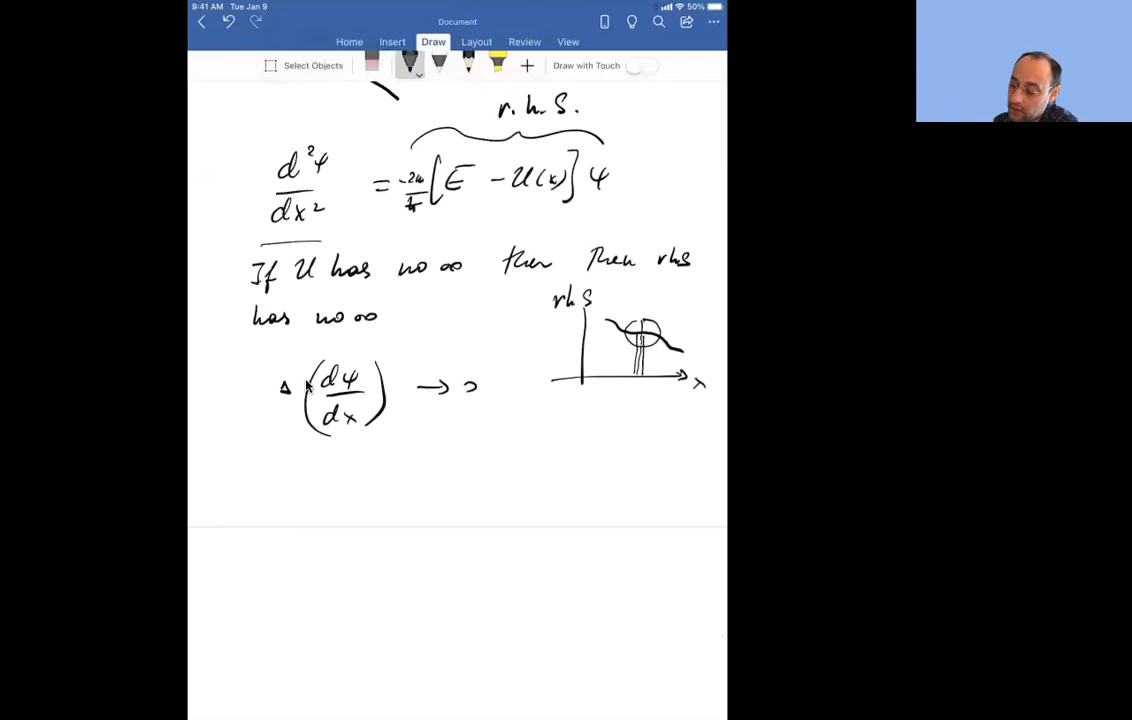 9:41 AM Tue Jan 9
50%
Document
Home Insert Draw Layout Review View
Select Objects
Draw with Touch
r.h.S.
d²ψ/dx² = -2m/ħ [E - U(x)] ψ
If U has no ∞ then Then rhs
has no ∞
rhS
x
Δ (dψ/dx) →